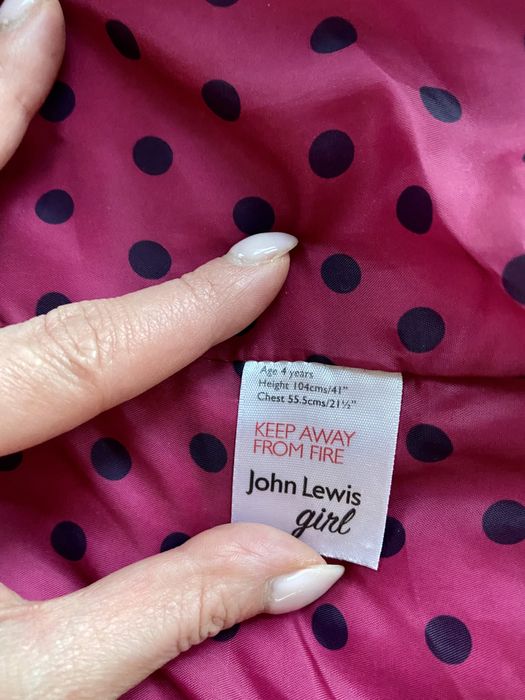 Age 4 years
Height 104cms/41"
Chest 55.5cms/21½"
KEEP AWAY
FROM FIRE
John Lewis
girl